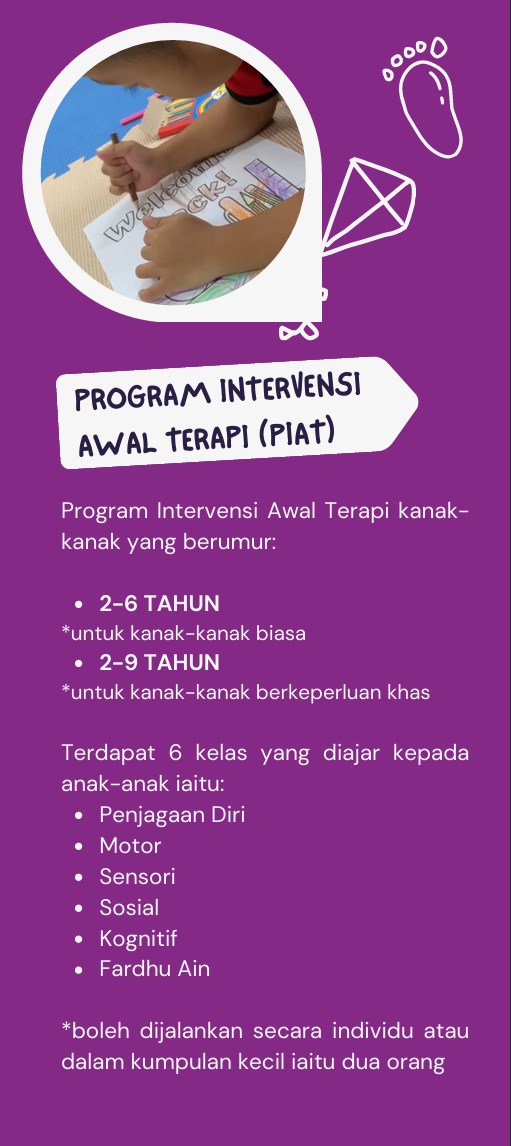 Welcome
Back!
PROGRAM INTERVENSI
AWAL TERAPI (PIAT)
Program Intervensi Awal Terapi kanak-
kanak yang berumur:
• 2-6 TAHUN
*untuk kanak-kanak biasa
• 2-9 TAHUN
*untuk kanak-kanak berkeperluan khas
Terdapat 6 kelas yang diajar kepada
anak-anak iaitu:
• Penjagaan Diri
• Motor
• Sensori
• Sosial
• Kognitif
• Fardhu Ain
*boleh dijalankan secara individu atau
dalam kumpulan kecil iaitu dua orang